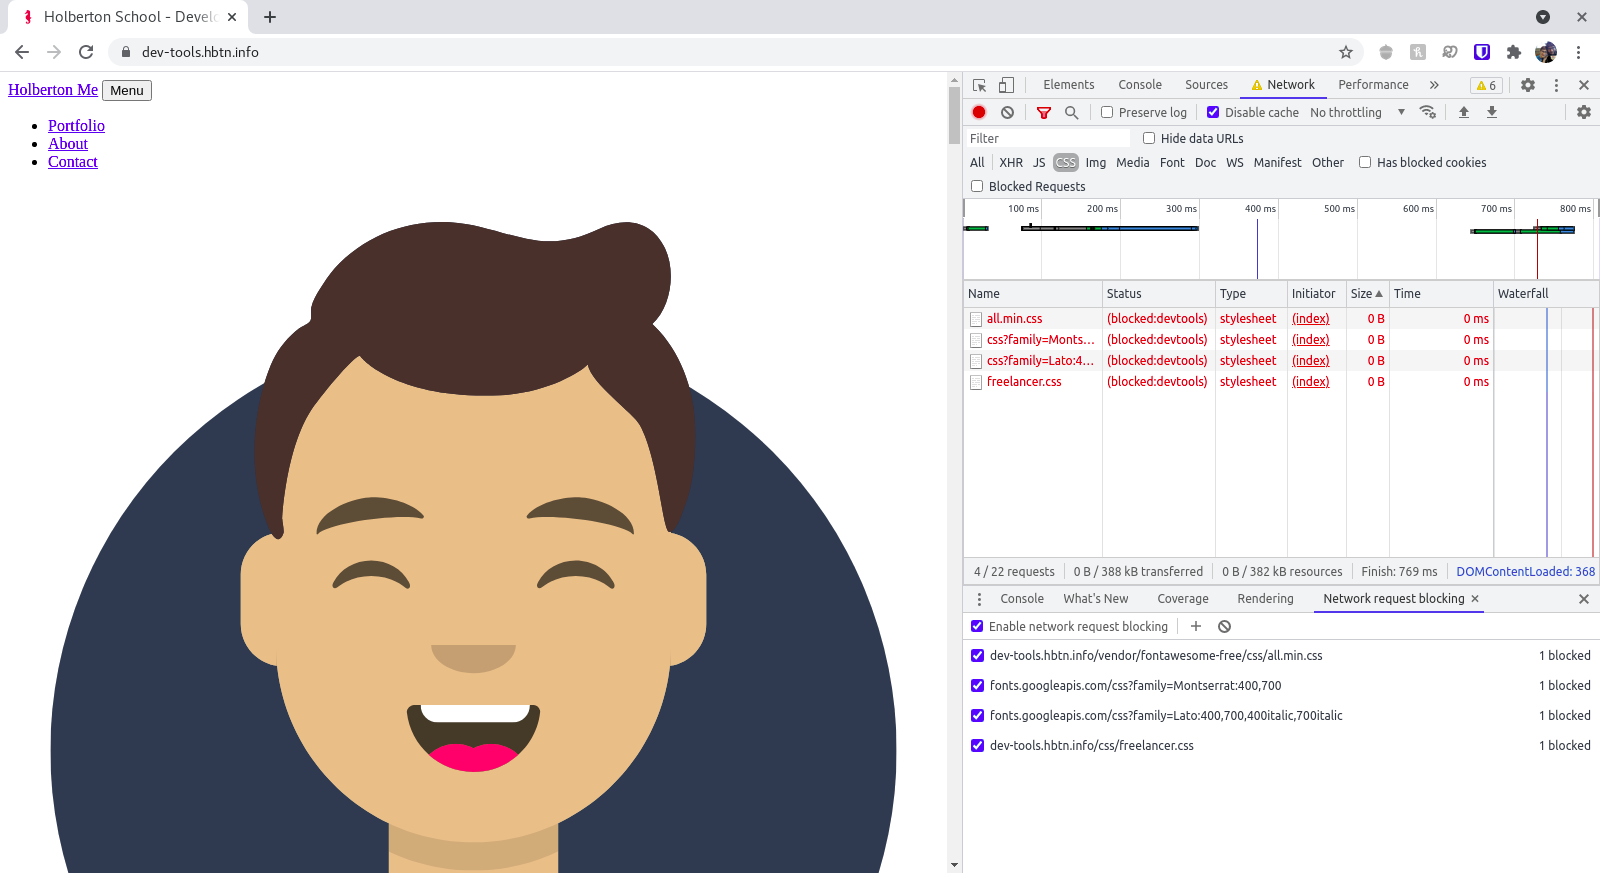 Holberton School - Develo
dev-tools.hbtn.info
Holberton Me Menu
Portfolio
About
Contact
Elements Console Sources Network Performance » 6
Preserve log Disable cache No throttling
Filter Hide data URLs
All XHR JS CSS Img Media Font Doc WS Manifest Other Has blocked cookies
Blocked Requests
100 ms 200 ms 300 ms 400 ms 500 ms 600 ms 700 ms 800 ms
Name Status Type Initiator Size Time Waterfall
all.min.css (blocked:devtools) stylesheet (index) 0 B 0 ms
css?family=Monts... (blocked:devtools) stylesheet (index) 0 B 0 ms
css?family=Lato:4... (blocked:devtools) stylesheet (index) 0 B 0 ms
freelancer.css (blocked:devtools) stylesheet (index) 0 B 0 ms
4 / 22 requests 0 B / 388 kB transferred 0 B / 382 kB resources Finish: 769 ms DOMContentLoaded: 368
Console What's New Coverage Rendering Network request blocking
Enable network request blocking
dev-tools.hbtn.info/vendor/fontawesome-free/css/all.min.css 1 blocked
fonts.googleapis.com/css?family=Montserrat:400,700 1 blocked
fonts.googleapis.com/css?family=Lato:400,700,400italic,700italic 1 blocked
dev-tools.hbtn.info/css/freelancer.css 1 blocked